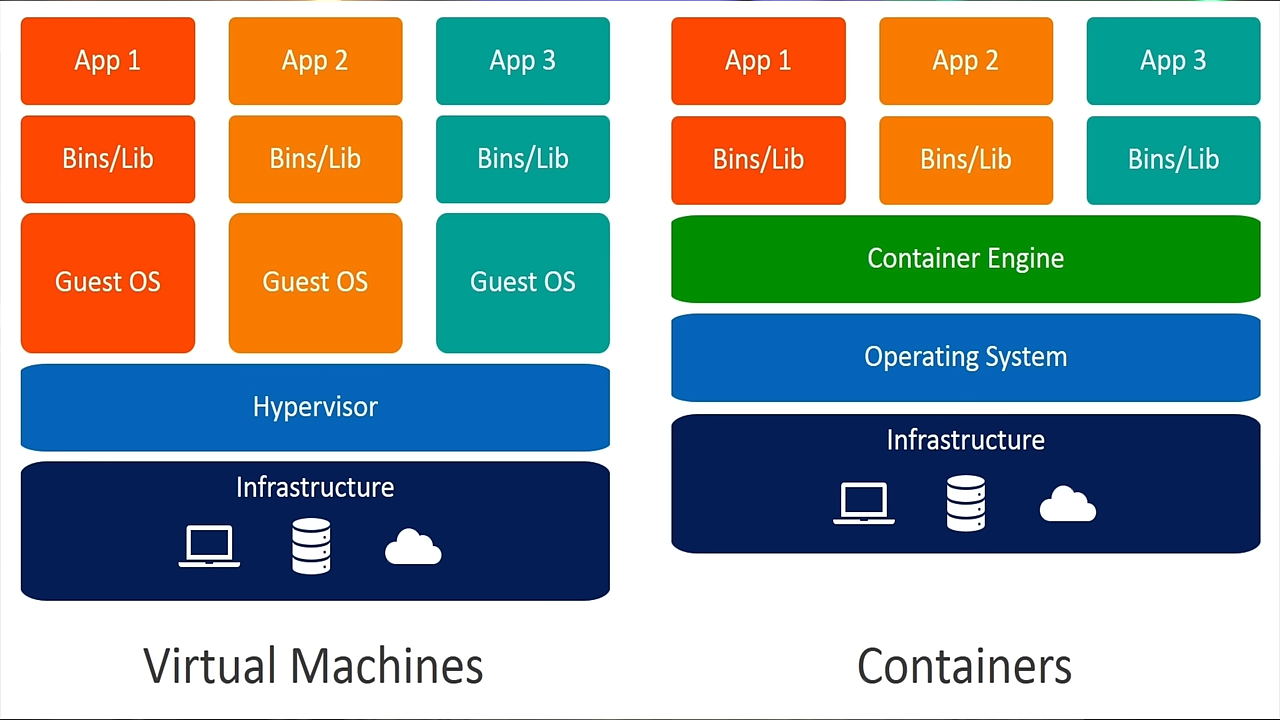 App 1
App 2
App 3
Bins/Lib
Bins/Lib
Bins/Lib
Guest OS
Guest OS
Guest OS
Hypervisor
Infrastructure
Virtual Machines
App 1
App 2
App 3
Bins/Lib
Bins/Lib
Bins/Lib
Container Engine
Operating System
Infrastructure
Containers